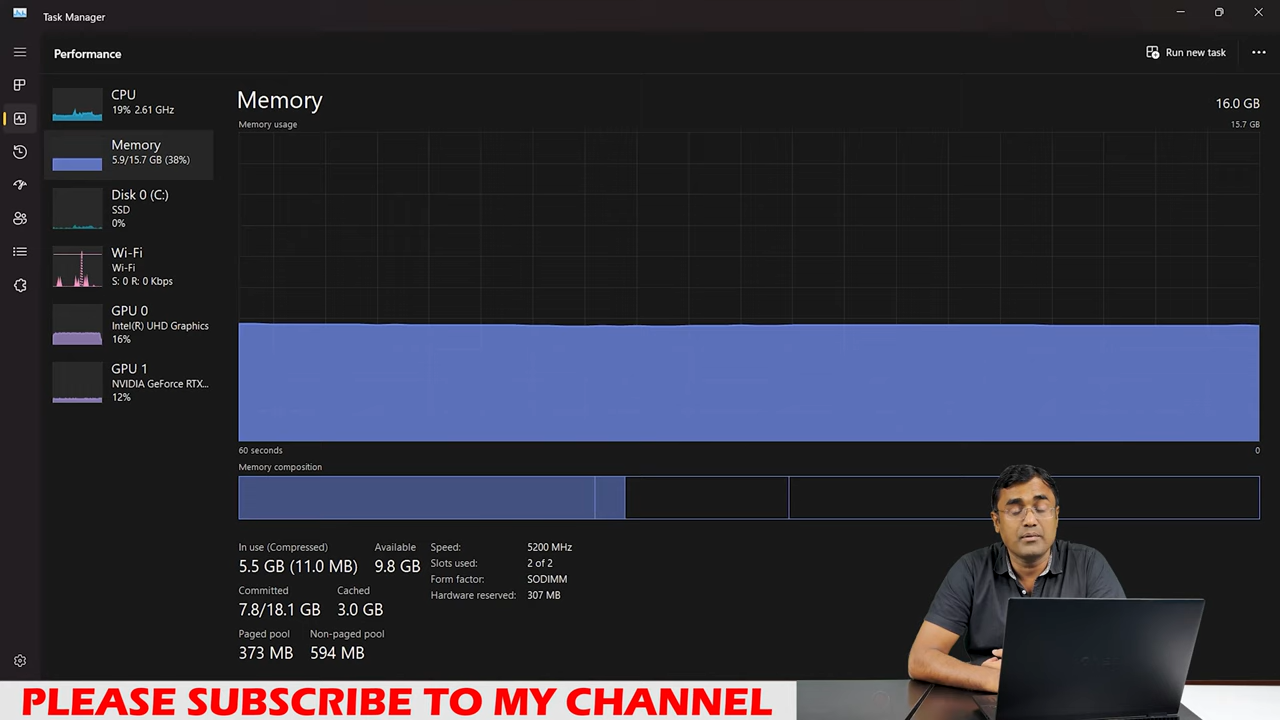 Task Manager
Performance
Run new task
CPU
19% 2.61 GHz
Memory
5.9/15.7 GB (38%)
Disk 0 (C:)
SSD
0%
Wi-Fi
Wi-Fi
S: 0 R: 0 Kbps
GPU 0
Intel(R) UHD Graphics
16%
GPU 1
NVIDIA GeForce RTX...
12%
Memory
16.0 GB
Memory usage
15.7 GB
60 seconds
0
Memory composition
In use (Compressed)
5.5 GB (11.0 MB)
Available
9.8 GB
Committed
7.8/18.1 GB
Cached
3.0 GB
Paged pool
373 MB
Non-paged pool
594 MB
Speed: 5200 MHz
Slots used: 2 of 2
Form factor: SODIMM
Hardware reserved: 307 MB
PLEASE SUBSCRIBE TO MY CHANNEL